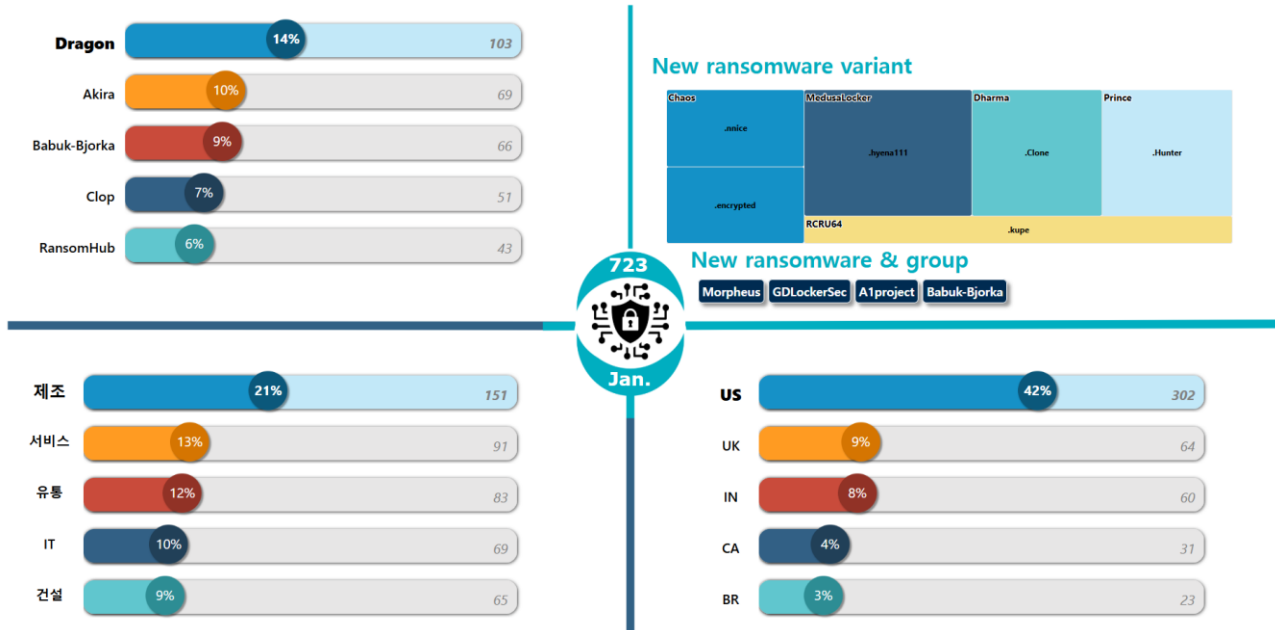 Dragon 14% 103
Akira 10% 69
Babuk-Bjorka 9% 66
Clop 7% 51
RansomHub 6% 43
New ransomware variant
Chaos
.nnice
.encrypted
MedusaLocker
.hyena111
Dharma
.Clone
Prince
.Hunter
RCRU64
.kupe
New ransomware & group
Morpheus GDLockerSec A1project Babuk-Bjorka
723
Jan.
제조 21% 151
서비스 13% 91
유통 12% 83
IT 10% 69
건설 9% 65
US 42% 302
UK 9% 64
IN 8% 60
CA 4% 31
BR 3% 23